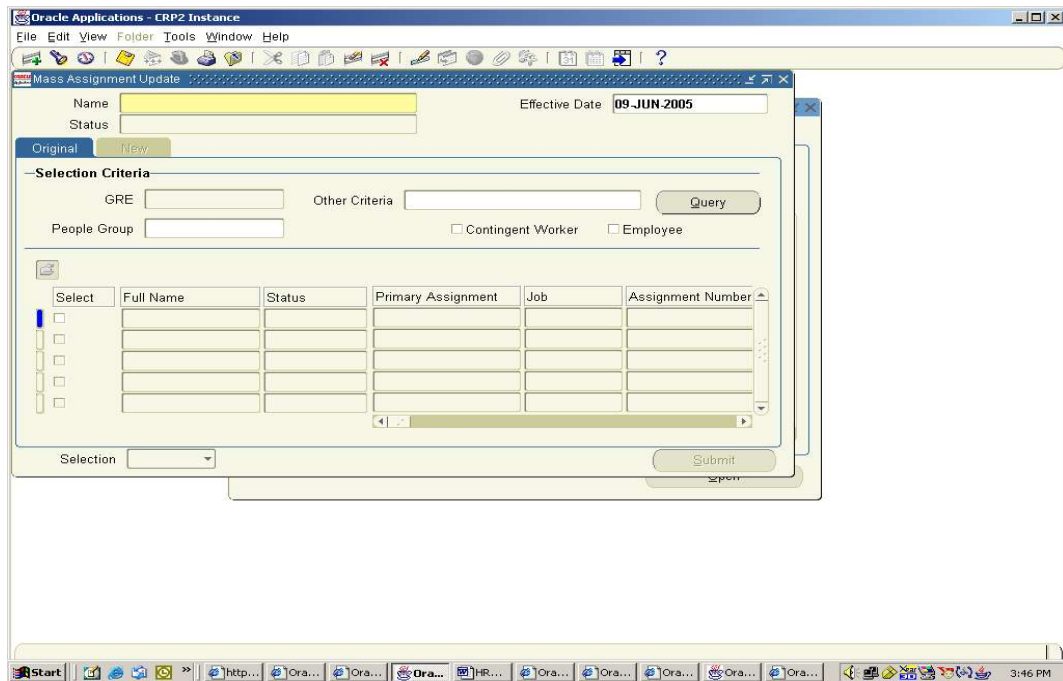 Oracle Applications - CRP2 Instance
File Edit View Folder Tools Window Help
Mass Assignment Update
Name Effective Date 09-JUN-2005
Status
Original New
Selection Criteria
GRE Other Criteria Query
People Group Contingent Worker Employee
Select Full Name Status Primary Assignment Job Assignment Number
Selection Submit
Open
Start http... Ora... Ora... Ora... HR... Ora... Ora... Ora... Ora... Ora... 3:46 PM